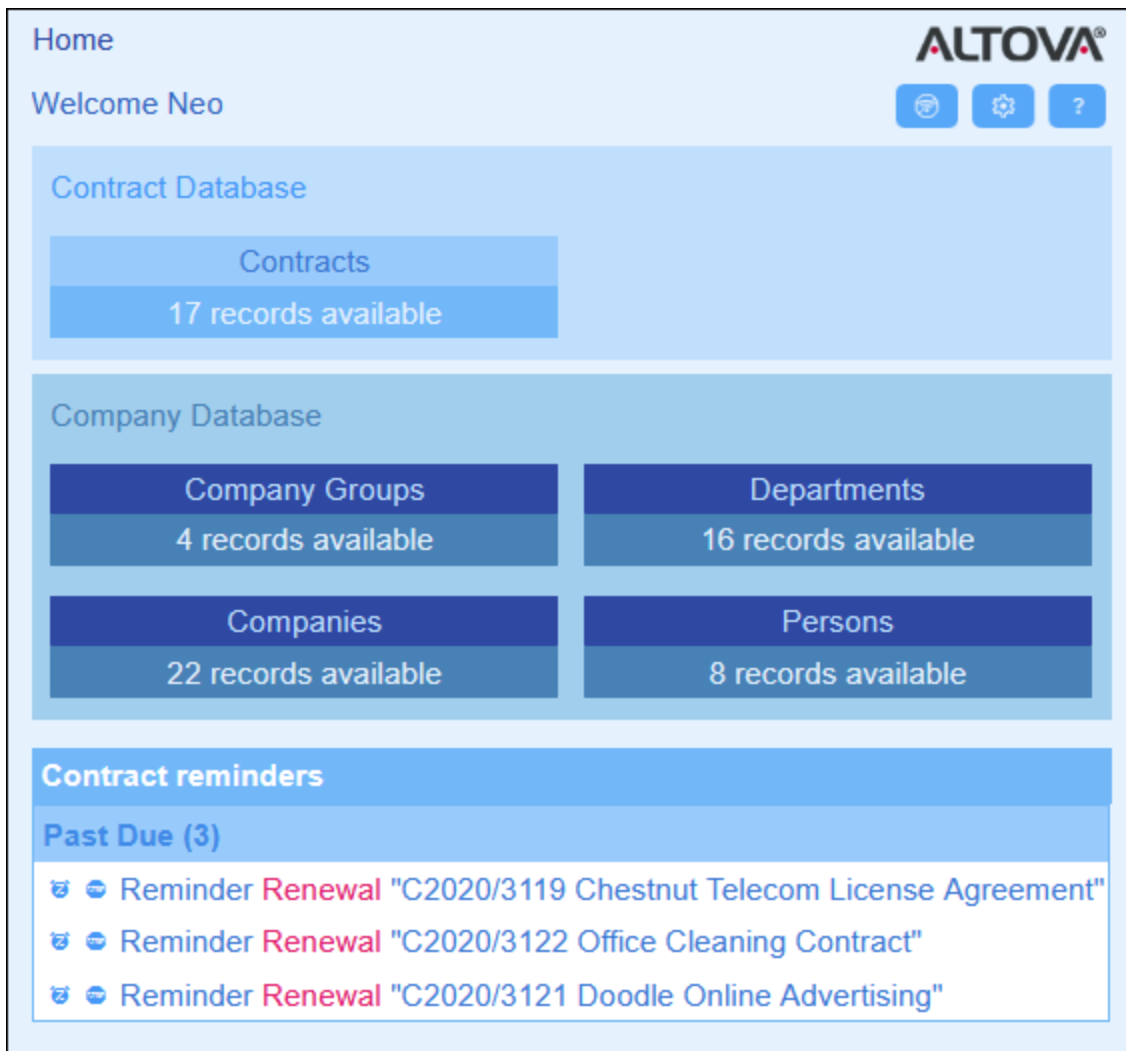 Home
ALTOVA®
Welcome Neo
?
Contract Database
Contracts
17 records available
Company Database
Company Groups
4 records available
Departments
16 records available
Companies
22 records available
Persons
8 records available
Contract reminders
Past Due (3)
Reminder Renewal "C2020/3119 Chestnut Telecom License Agreement"
Reminder Renewal "C2020/3122 Office Cleaning Contract"
Reminder Renewal "C2020/3121 Doodle Online Advertising"